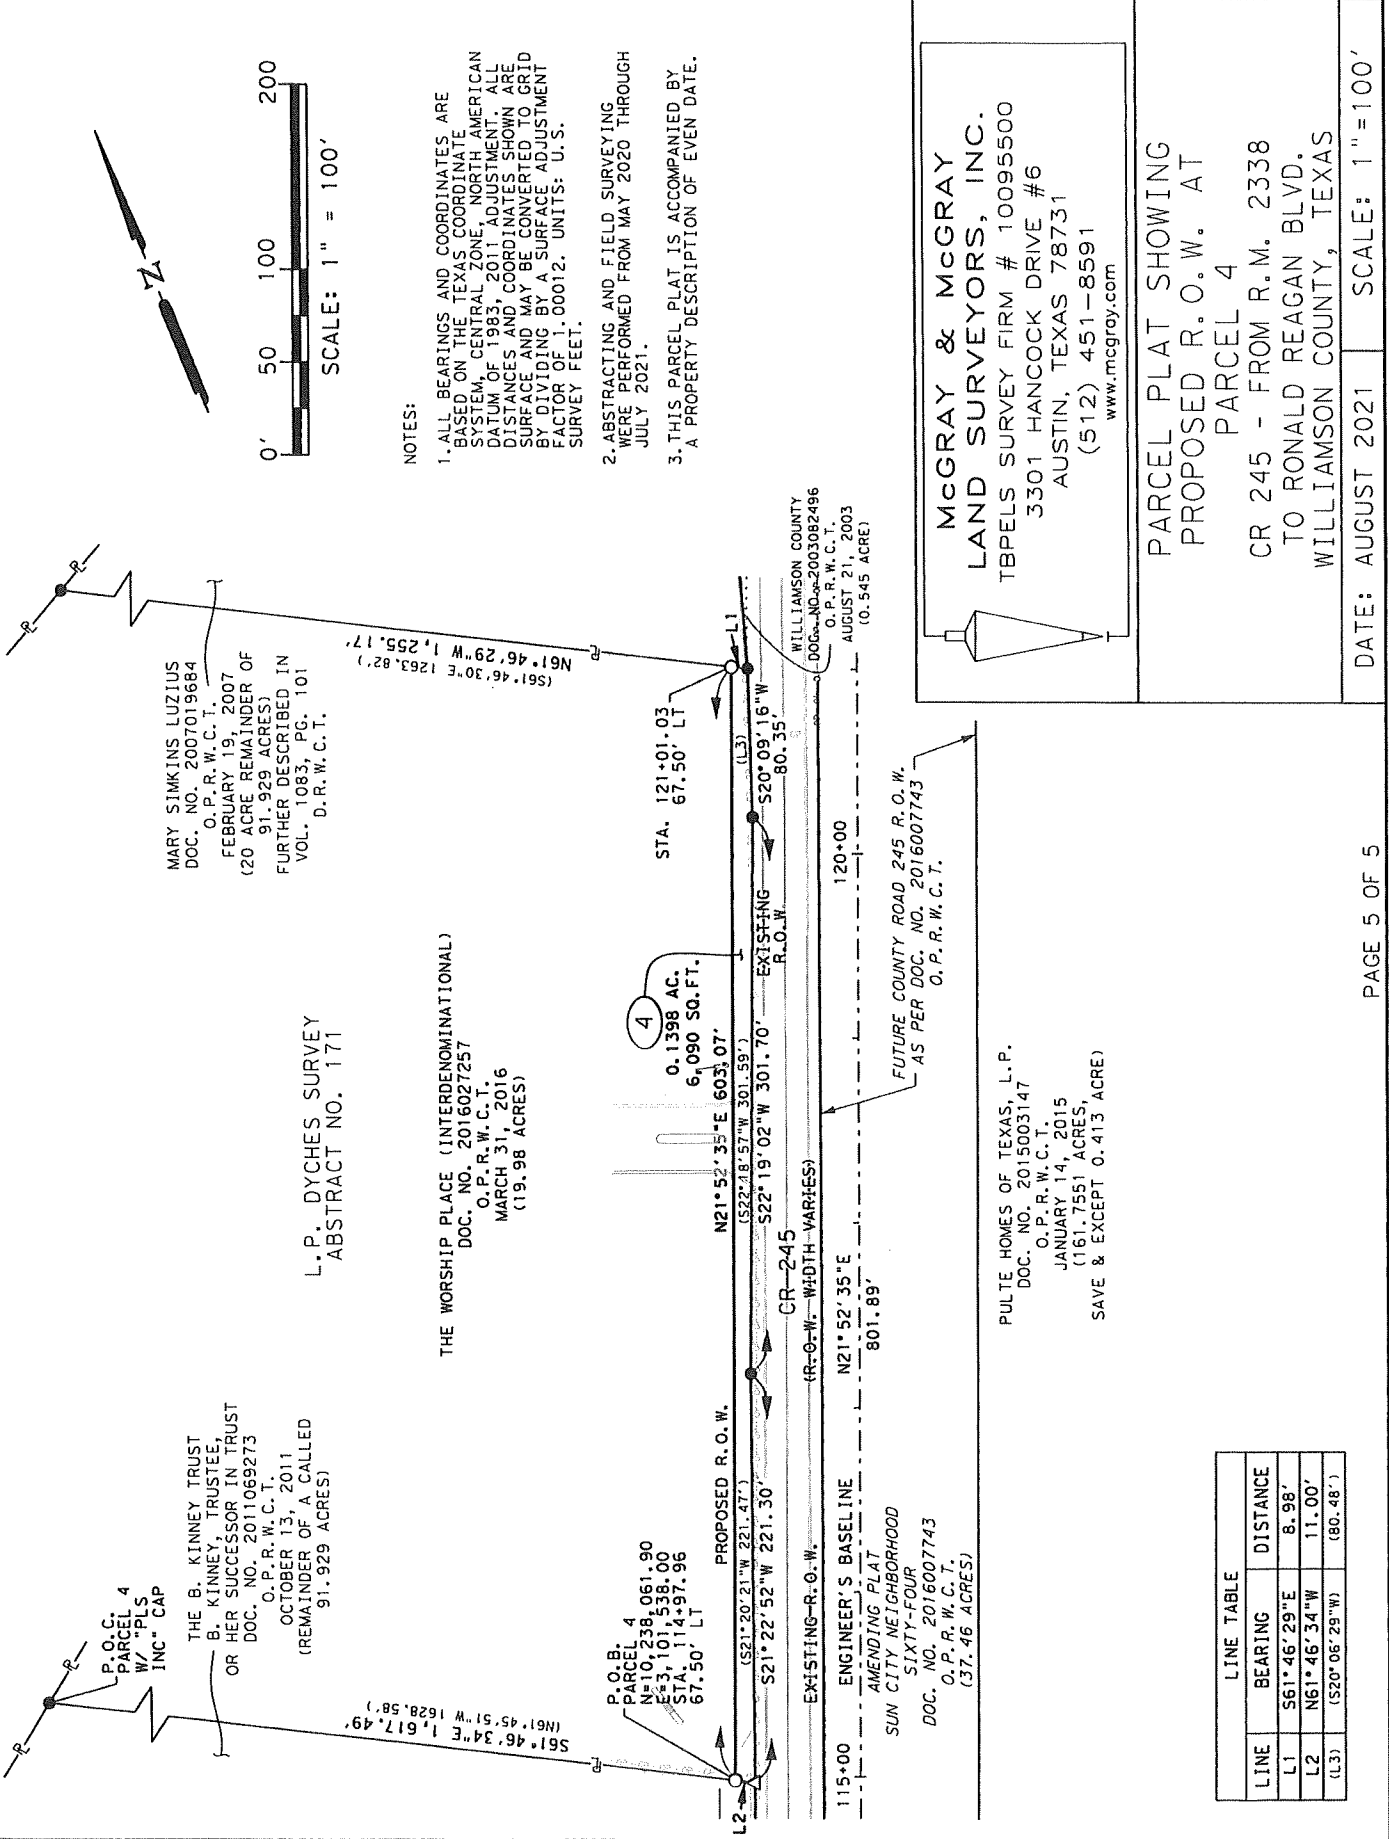 P.O.C.
PARCEL 4
W/ "PLS
INC" CAP
THE B. KINNEY TRUST
B. KINNEY, TRUSTEE,
OR HER SUCCESSOR IN TRUST
DOC. NO. 2011069273
O.P.R.W.C.T.
OCTOBER 13, 2011
(REMAINDER OF A CALLED
91.929 ACRES)
S61°46'34"E 1,617.49'
(N61°45'51"W 1628.58')
L.P. DYCHES SURVEY
ABSTRACT NO. 171
THE WORSHIP PLACE (INTERDENOMINATIONAL)
DOC. NO. 2016027257
O.P.R.W.C.T.
MARCH 31, 2016
(19.98 ACRES)
MARY SIMKINS LUZIUS
DOC. NO. 2007019684
O.P.R.W.C.T.
FEBRUARY 19, 2007
(20 ACRE REMAINDER OF
91.929 ACRES)
FURTHER DESCRIBED IN
VOL. 1083, PG. 101
D.R.W.C.T.
N61°46'29"W 1,255.17'
(S61°46'30"E 1263.82')
N
0' 50 100 200
SCALE: 1" = 100'
NOTES:
1. ALL BEARINGS AND COORDINATES ARE
BASED ON THE TEXAS COORDINATE
SYSTEM, CENTRAL ZONE, NORTH AMERICAN
DATUM OF 1983, 2011 ADJUSTMENT. ALL
DISTANCES AND COORDINATES SHOWN ARE
SURFACE AND MAY BE CONVERTED TO GRID
BY DIVIDING BY A SURFACE ADJUSTMENT
FACTOR OF 1.00012. UNITS: U.S.
SURVEY FEET.
2. ABSTRACTING AND FIELD SURVEYING
WERE PERFORMED FROM MAY 2020 THROUGH
JULY 2021.
3. THIS PARCEL PLAT IS ACCOMPANIED BY
A PROPERTY DESCRIPTION OF EVEN DATE.
P.O.B.
PARCEL 4
N=10,238,061.90
E=3,101,538.00
STA. 114+97.96
67.50' LT
4
0.1398 AC.
6,090 SQ.FT.
STA. 121+01.03
67.50' LT
L2
L1
PROPOSED R.O.W.
N21°52'35"E 603.07'
(S21°20'21"W 221.47')
(S22°18'57"W 301.59')
(L3)
S21°22'52"W 221.30'
S22°19'02"W 301.70'
EXISTING
R.O.W.
S20°09'16"W
80.35'
CR 245
EXISTING R.O.W.
(R.O.W. WIDTH VARIES)
WILLIAMSON COUNTY
DOC. NO. 2003082496
O.P.R.W.C.T.
AUGUST 21, 2003
(0.545 ACRE)
115+00
ENGINEER'S BASELINE
N21°52'35"E
801.89'
120+00
AMENDING PLAT
SUN CITY NEIGHBORHOOD
SIXTY-FOUR
DOC. NO. 2016007743
O.P.R.W.C.T.
(37.46 ACRES)
FUTURE COUNTY ROAD 245 R.O.W.
AS PER DOC. NO. 2016007743
O.P.R.W.C.T.
PULTE HOMES OF TEXAS, L.P.
DOC. NO. 2015003147
O.P.R.W.C.T.
JANUARY 14, 2015
(161.7551 ACRES,
SAVE & EXCEPT 0.413 ACRE)
LINE TABLE
LINE BEARING DISTANCE
L1 S61°46'29"E 8.98'
L2 N61°46'34"W 11.00'
(L3) (S20°06'29"W) (80.48')
McGRAY & McGRAY
LAND SURVEYORS, INC.
TBPELS SURVEY FIRM # 10095500
3301 HANCOCK DRIVE #6
AUSTIN, TEXAS 78731
(512) 451-8591
www.mcgray.com
PARCEL PLAT SHOWING
PROPOSED R.O.W. AT
PARCEL 4
CR 245 - FROM R.M. 2338
TO RONALD REAGAN BLVD.
WILLIAMSON COUNTY, TEXAS
DATE: AUGUST 2021 SCALE: 1"=100'
PAGE 5 OF 5